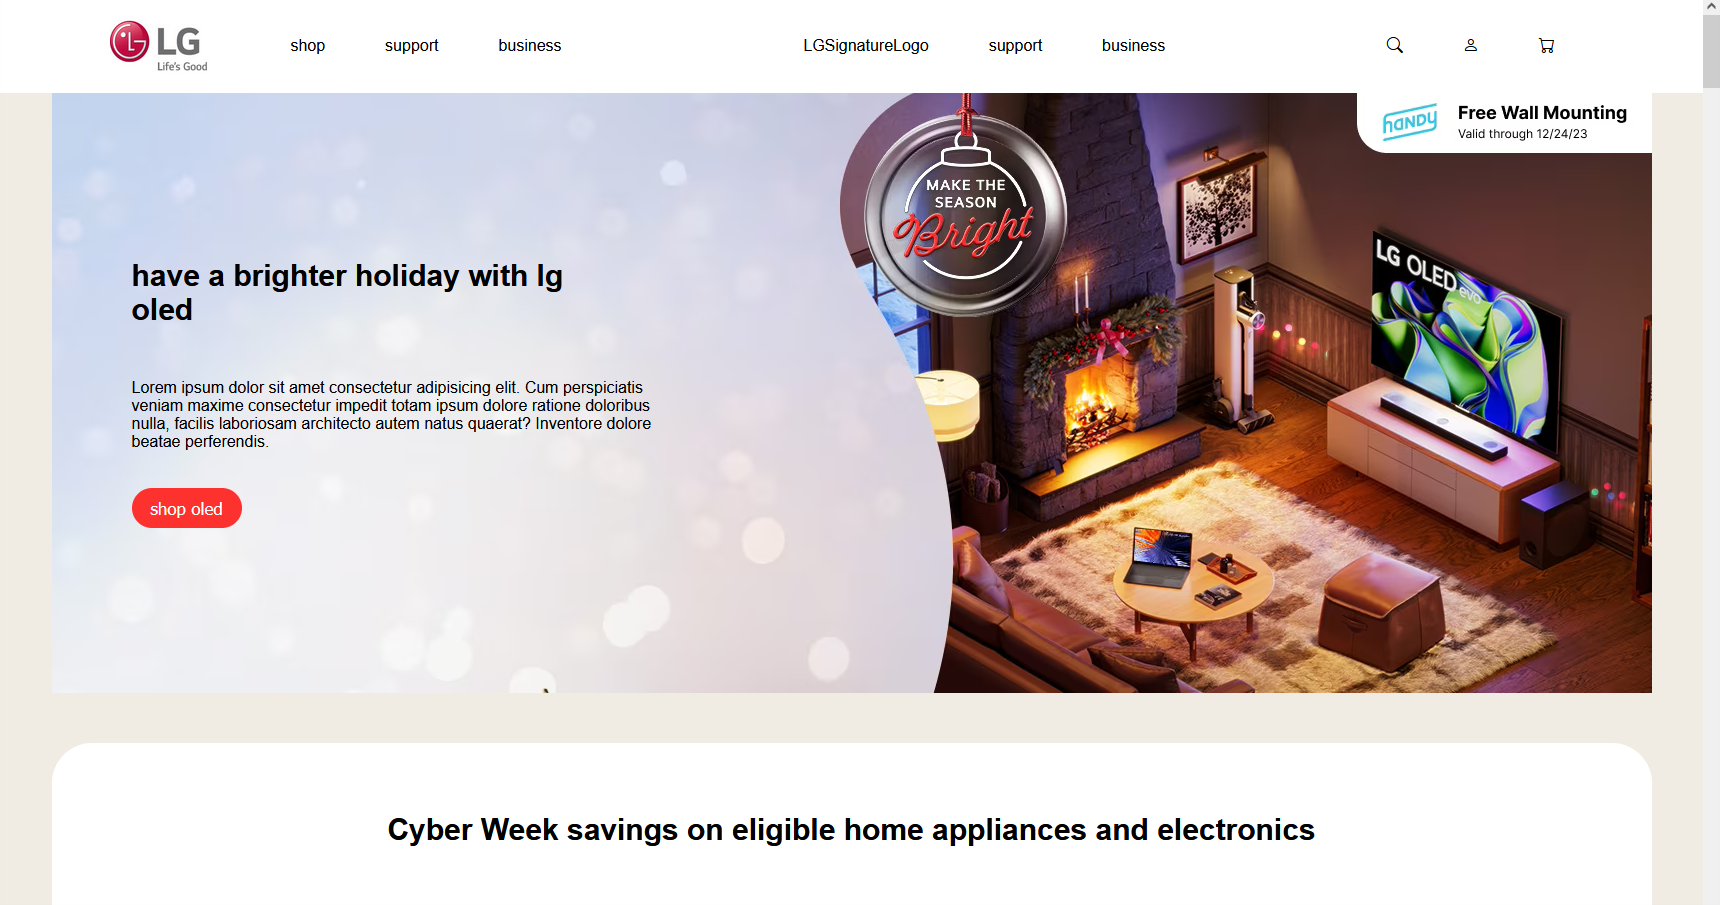 LG
Life's Good
shop
support
business
LGSignatureLogo
support
business
HANDY
Free Wall Mounting
Valid through 12/24/23
MAKE THE
SEASON
Bright
LG OLED evo
have a brighter holiday with lg
oled
Lorem ipsum dolor sit amet consectetur adipisicing elit. Cum perspiciatis
veniam maxime consectetur impedit totam ipsum dolore ratione doloribus
nulla, facilis laboriosam architecto autem natus quaerat? Inventore dolore
beatae perferendis.
shop oled
Cyber Week savings on eligible home appliances and electronics